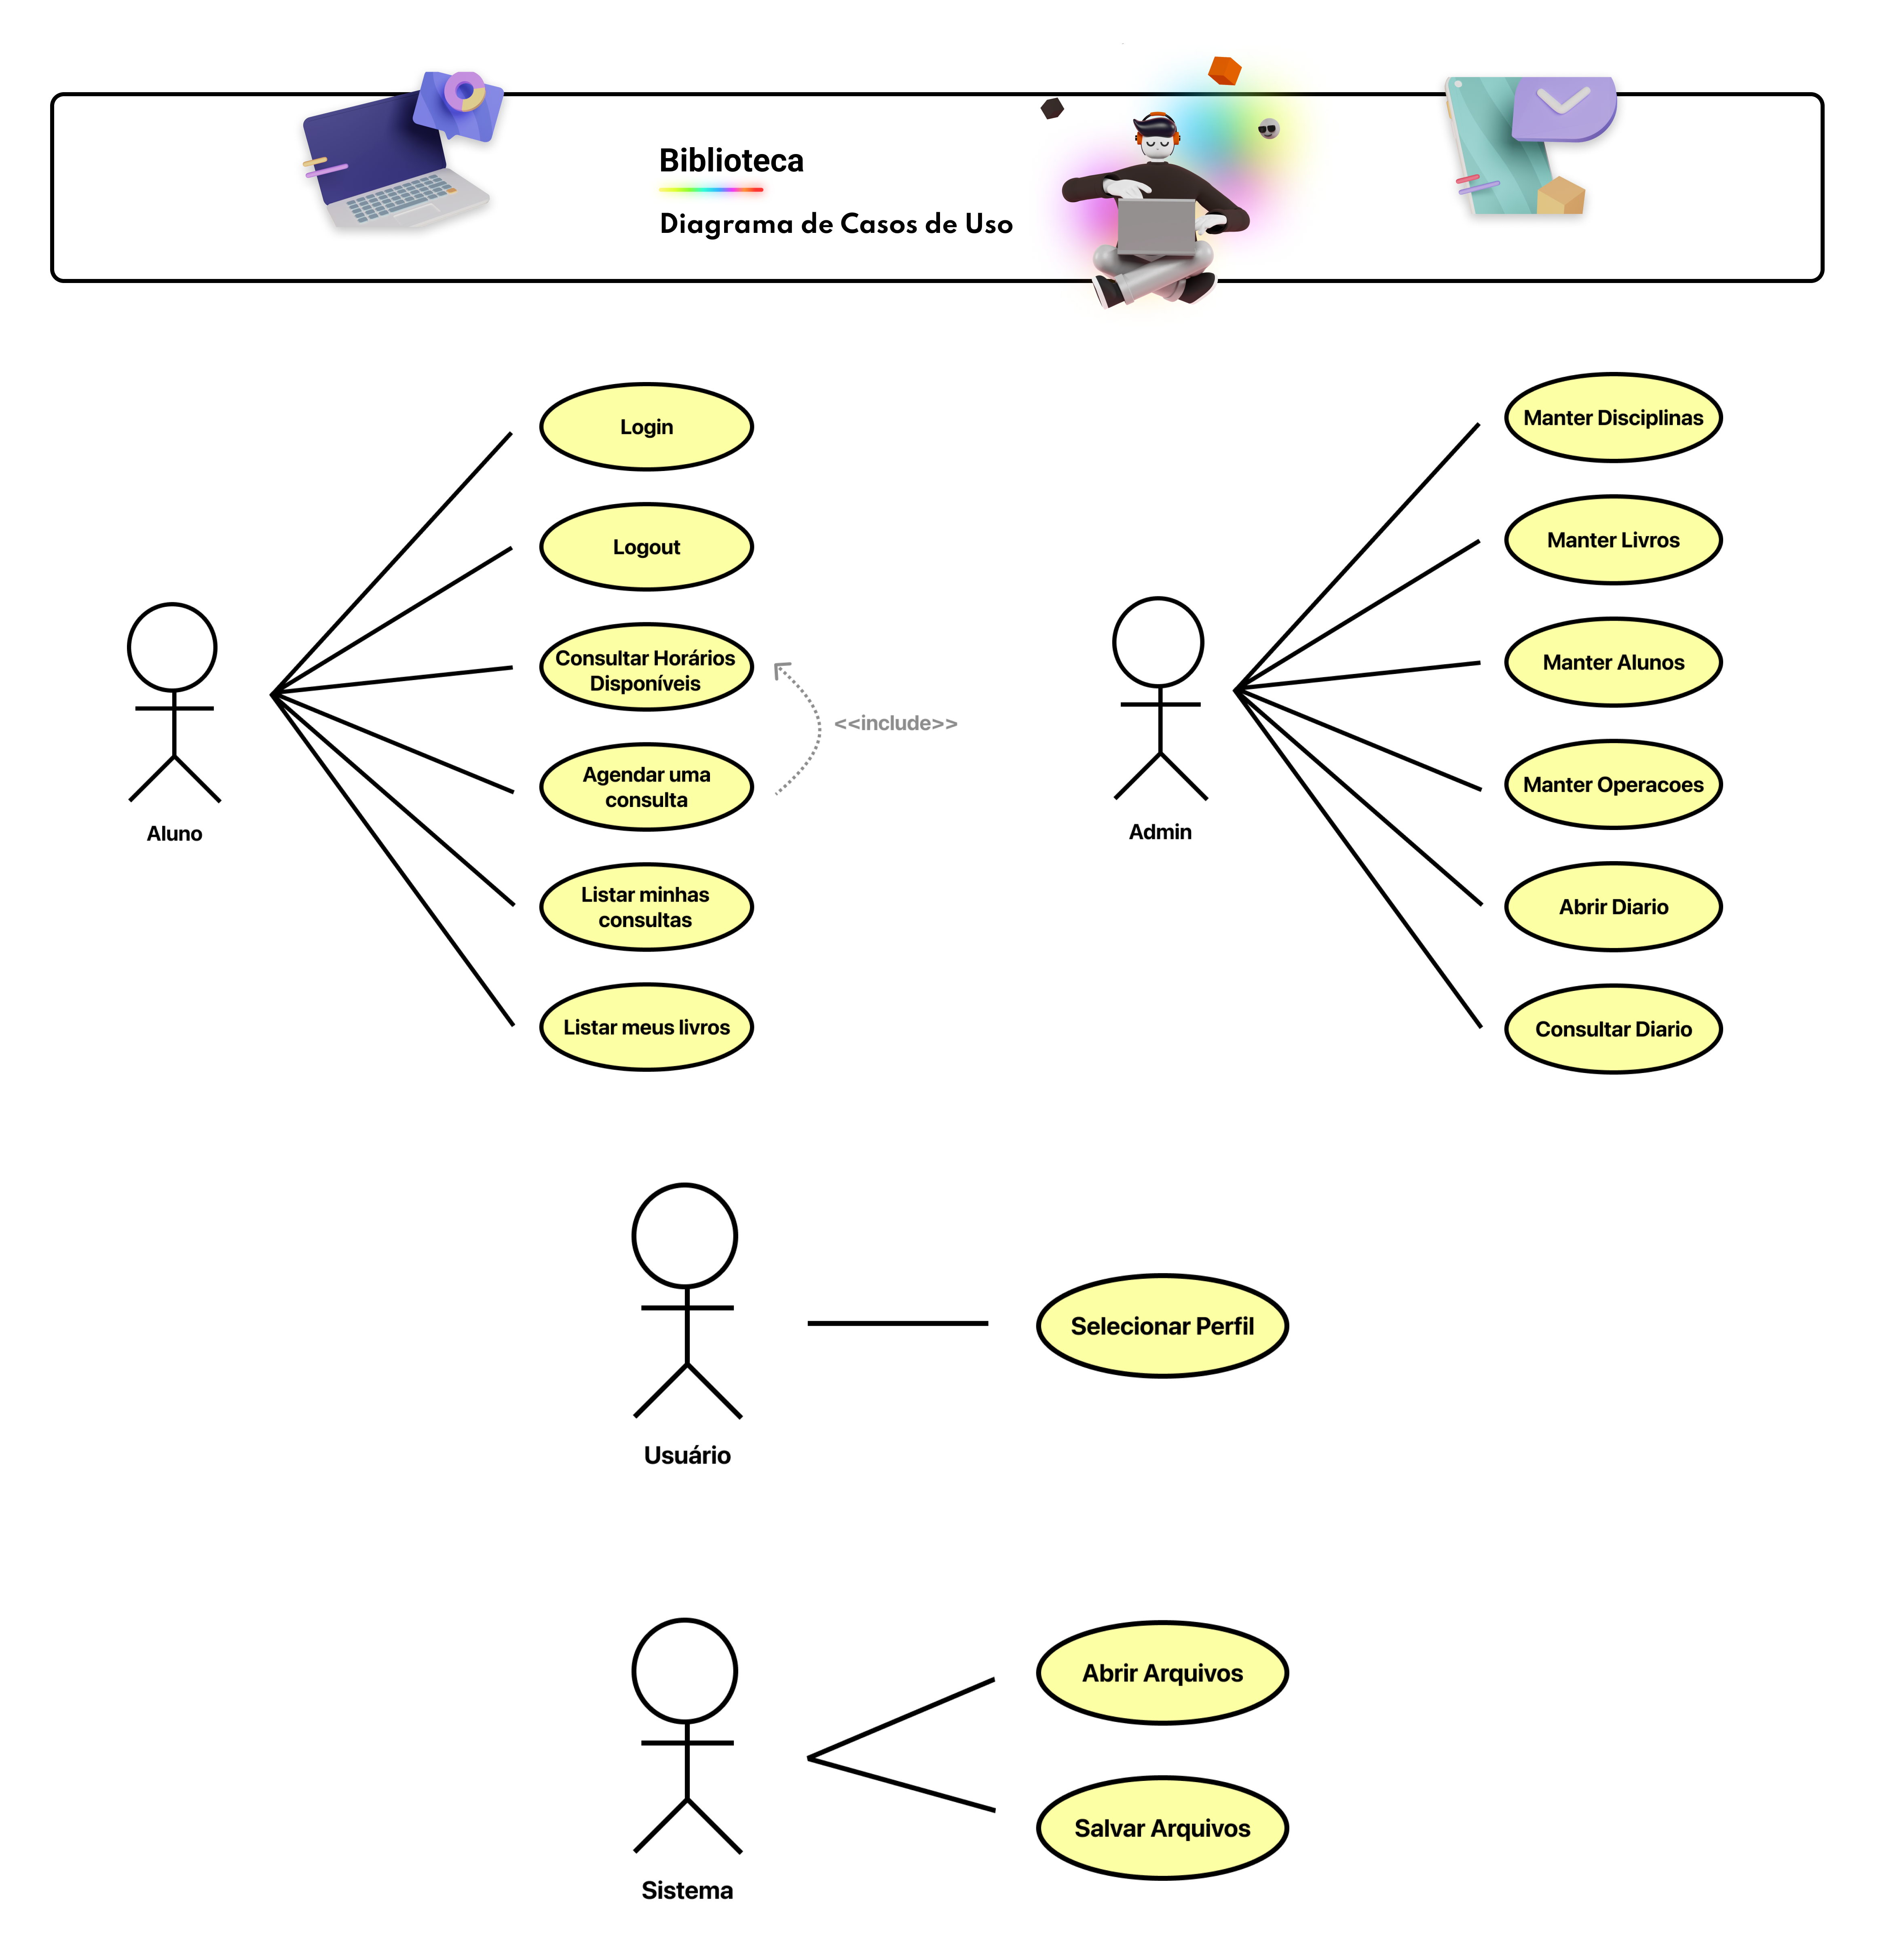 Biblioteca
Diagrama de Casos de Uso
Login
Logout
Consultar Horários
Disponíveis
<<include>>
Agendar uma
consulta
Listar minhas
consultas
Listar meus livros
Aluno
Manter Disciplinas
Manter Livros
Manter Alunos
Manter Operacoes
Abrir Diario
Consultar Diario
Admin
Selecionar Perfil
Usuário
Abrir Arquivos
Salvar Arquivos
Sistema